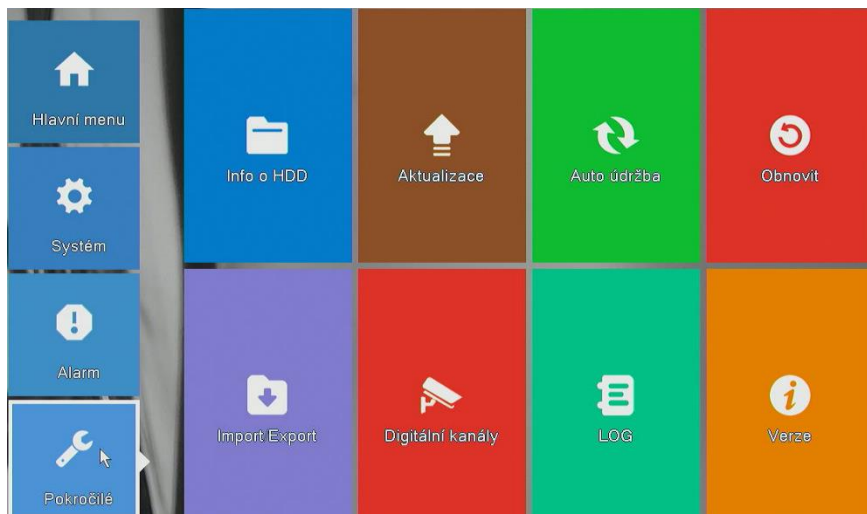 Hlavní menu
Systém
Alarm
Pokročilé
Info o HDD
Aktualizace
Auto údržba
Obnovit
Import Export
Digitální kanály
LOG
Verze